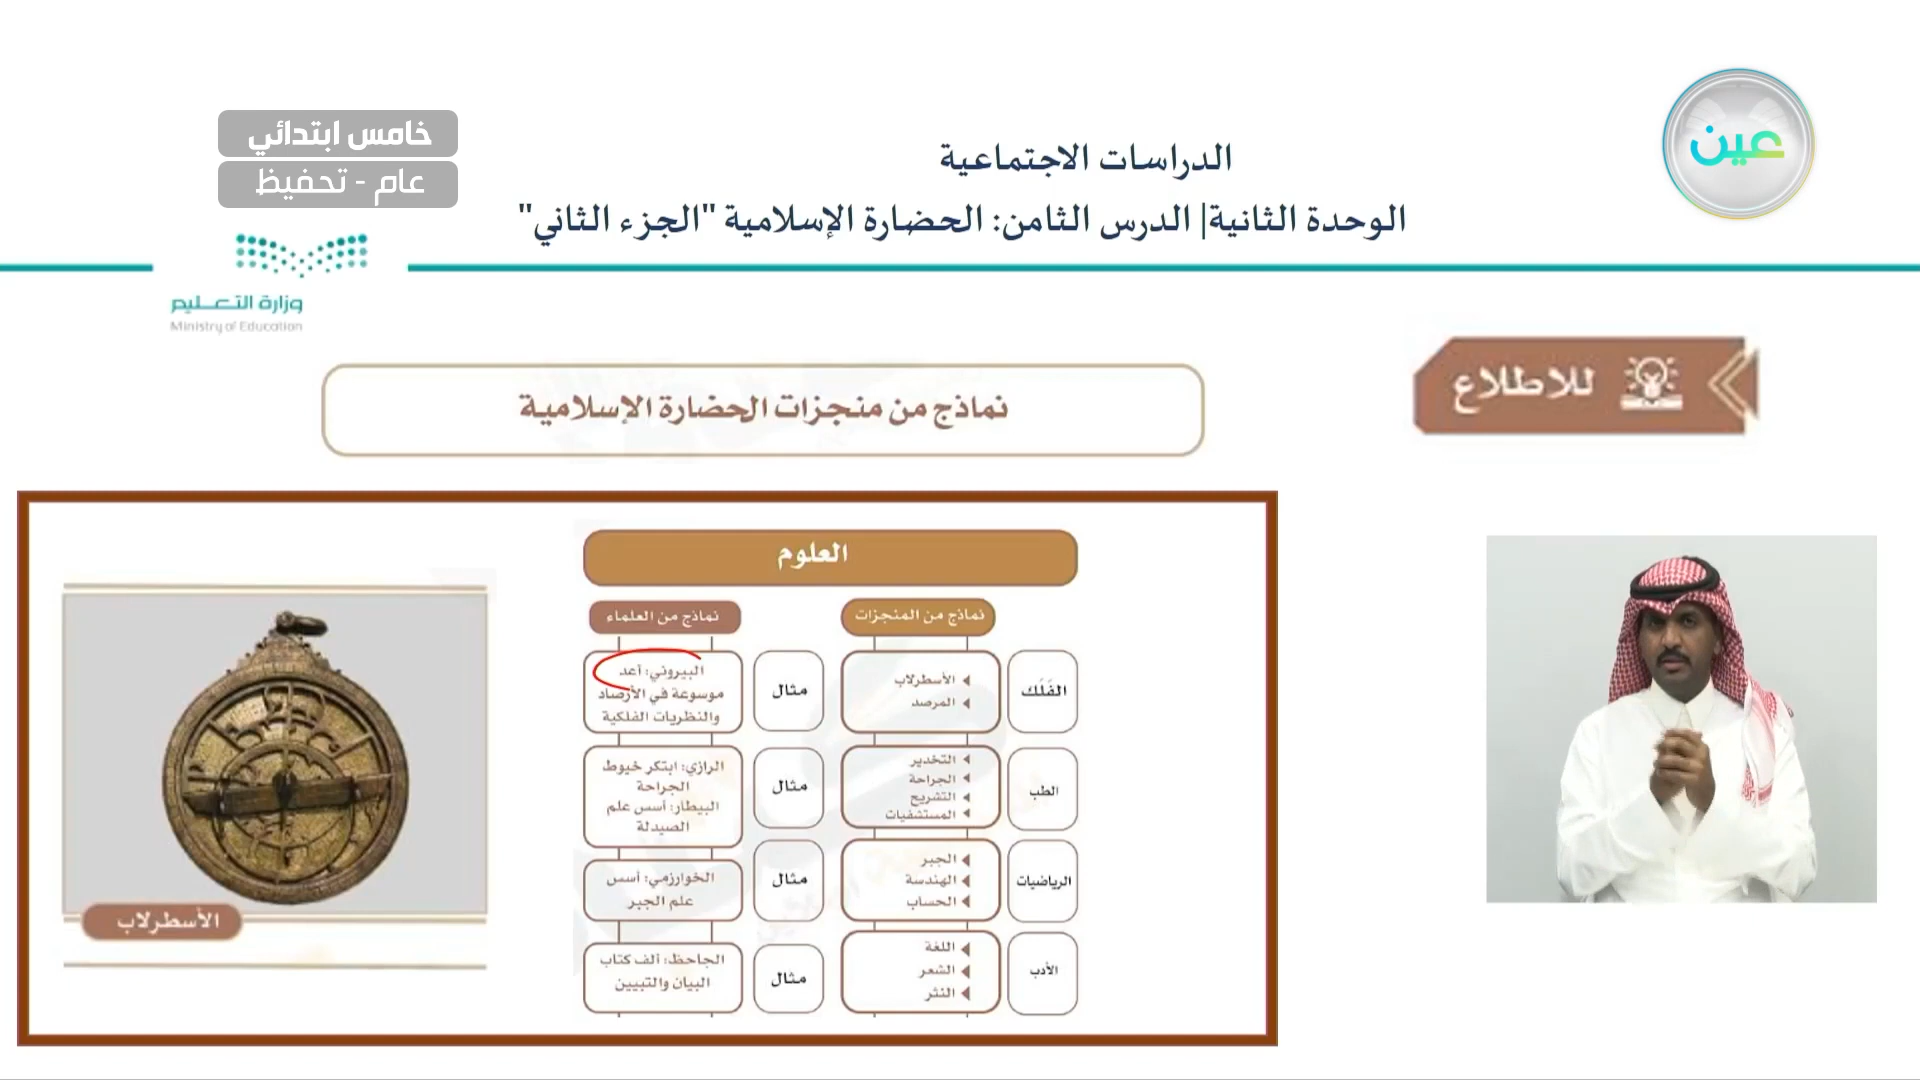 عين
خامس ابتدائي
عام - تحفيظ
الدراسات الاجتماعية
الوحدة الثانية| الدرس الثامن: الحضارة الإسلامية "الجزء الثاني"
وزارة التعليم
Ministry of Education
للاطلاع
نماذج من منجزات الحضارة الإسلامية
العلوم
نماذج من المنجزات
نماذج من العلماء
الفَلَك
الأسطرلاب
المرصد
مثال
البيروني: أعد
موسوعة في الأرصاد
والنظريات الفلكية
الطب
التخدير
الجراحة
التشريح
المستشفيات
مثال
الرازي: ابتكر خيوط
الجراحة
البيطار: أسس علم
الصيدلة
الرياضيات
الجبر
الهندسة
الحساب
مثال
الخوارزمي: أسس
علم الجبر
الأدب
اللغة
الشعر
النثر
مثال
الجاحظ: ألف كتاب
البيان والتبيين
الأسطرلاب